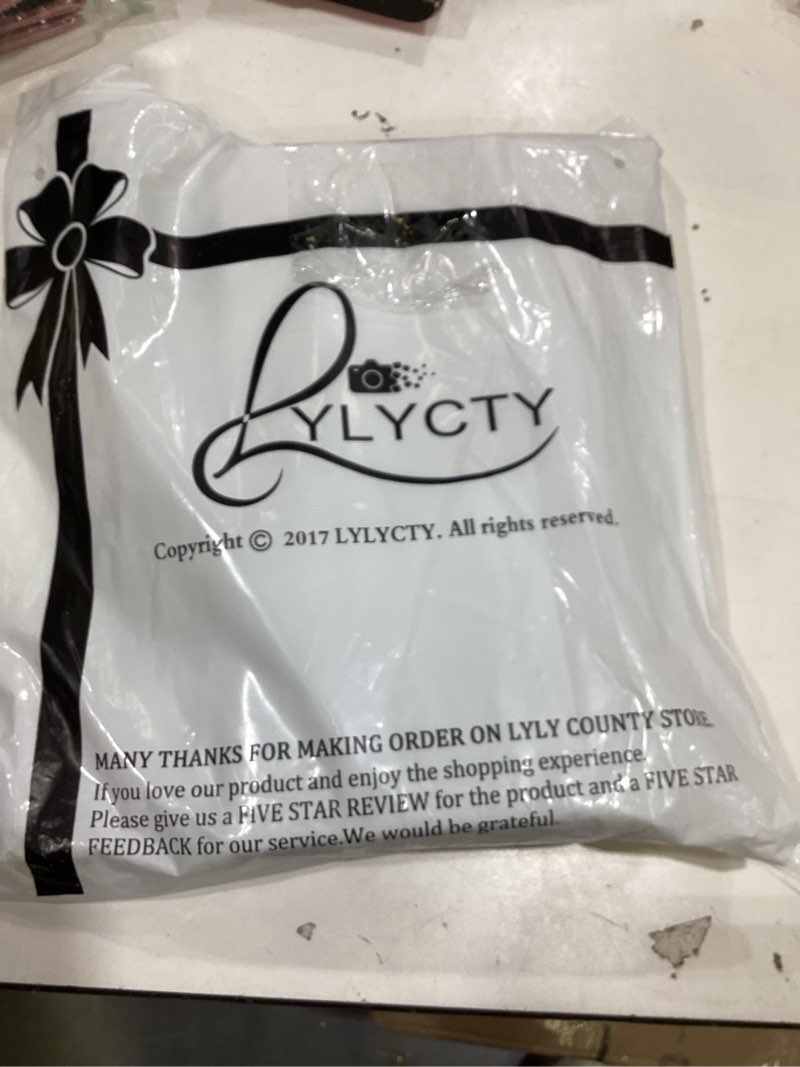 LYLYCTY
Copyright © 2017 LYLYCTY. All rights reserved.
MANY THANKS FOR MAKING ORDER ON LYLY COUNTY STORE.
If you love our product and enjoy the shopping experience.
Please give us a FIVE STAR REVIEW for the product and a FIVE STAR
FEEDBACK for our service.We would be grateful.